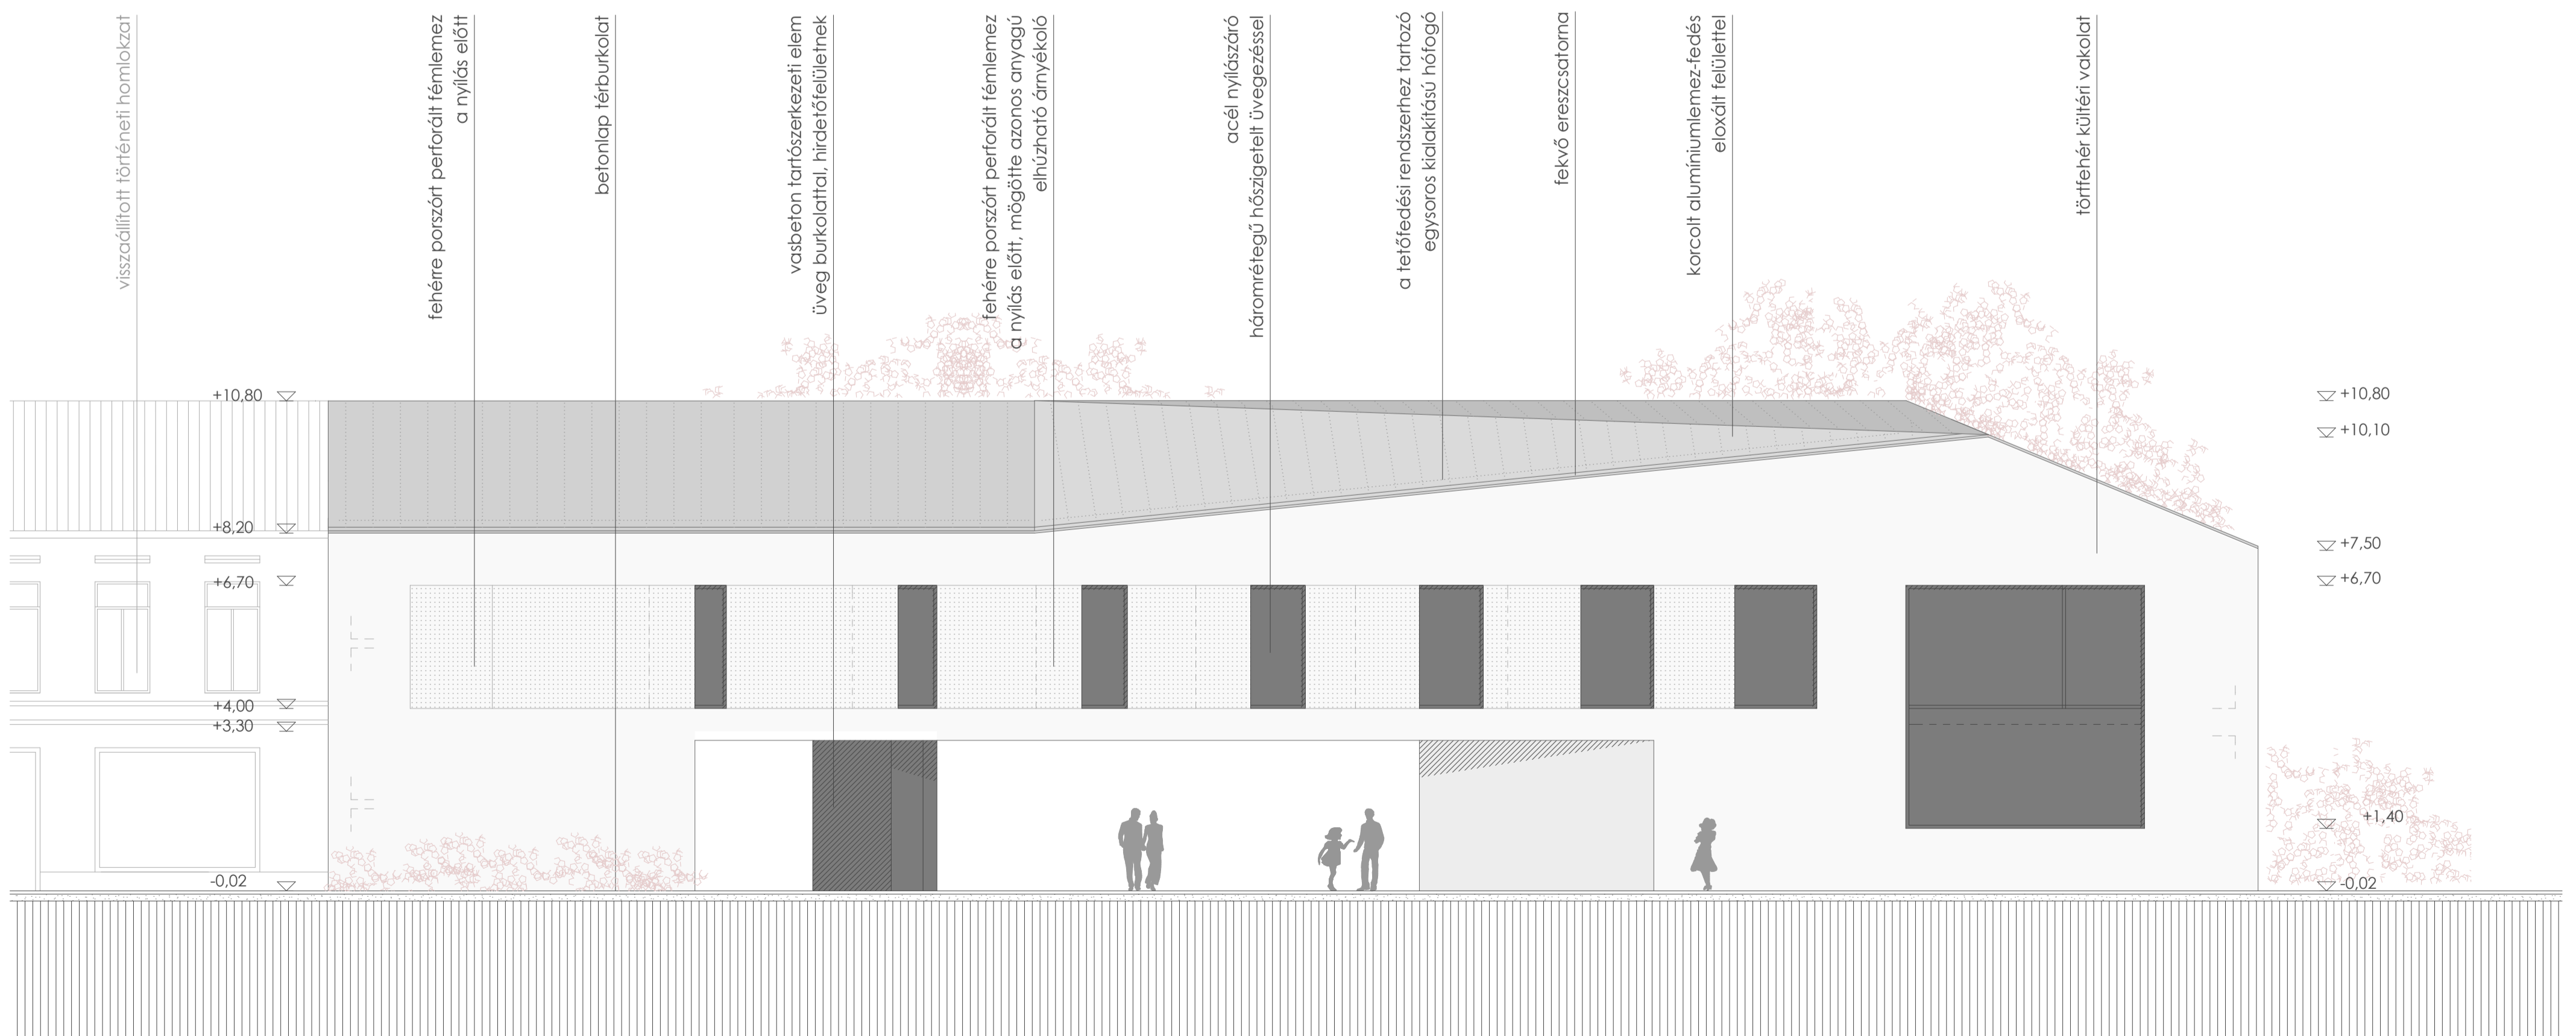 visszaállított történeti homlokzat
fehérre porszórt perforált fémlemez
a nyílás előtt
betonlap térburkolat
vasbeton tartószerkezeti elem
üveg burkolattal, hirdetőfelületnek
fehérre porszórt perforált fémlemez
a nyílás előtt, mögötte azonos anyagú
elhúzható árnyékoló
acél nyílászáró
háromrétegű hőszigetelt üvegezéssel
a tetőfedési rendszerhez tartozó
egysoros kialakítású hófogó
fekvő ereszcsatorna
korcolt alumíniumlemez-fedés
eloxált felülettel
törtfehér kültéri vakolat
+10,80
+8,20
+6,70
+4,00
+3,30
-0,02
+10,80
+10,10
+7,50
+6,70
+1,40
-0,02